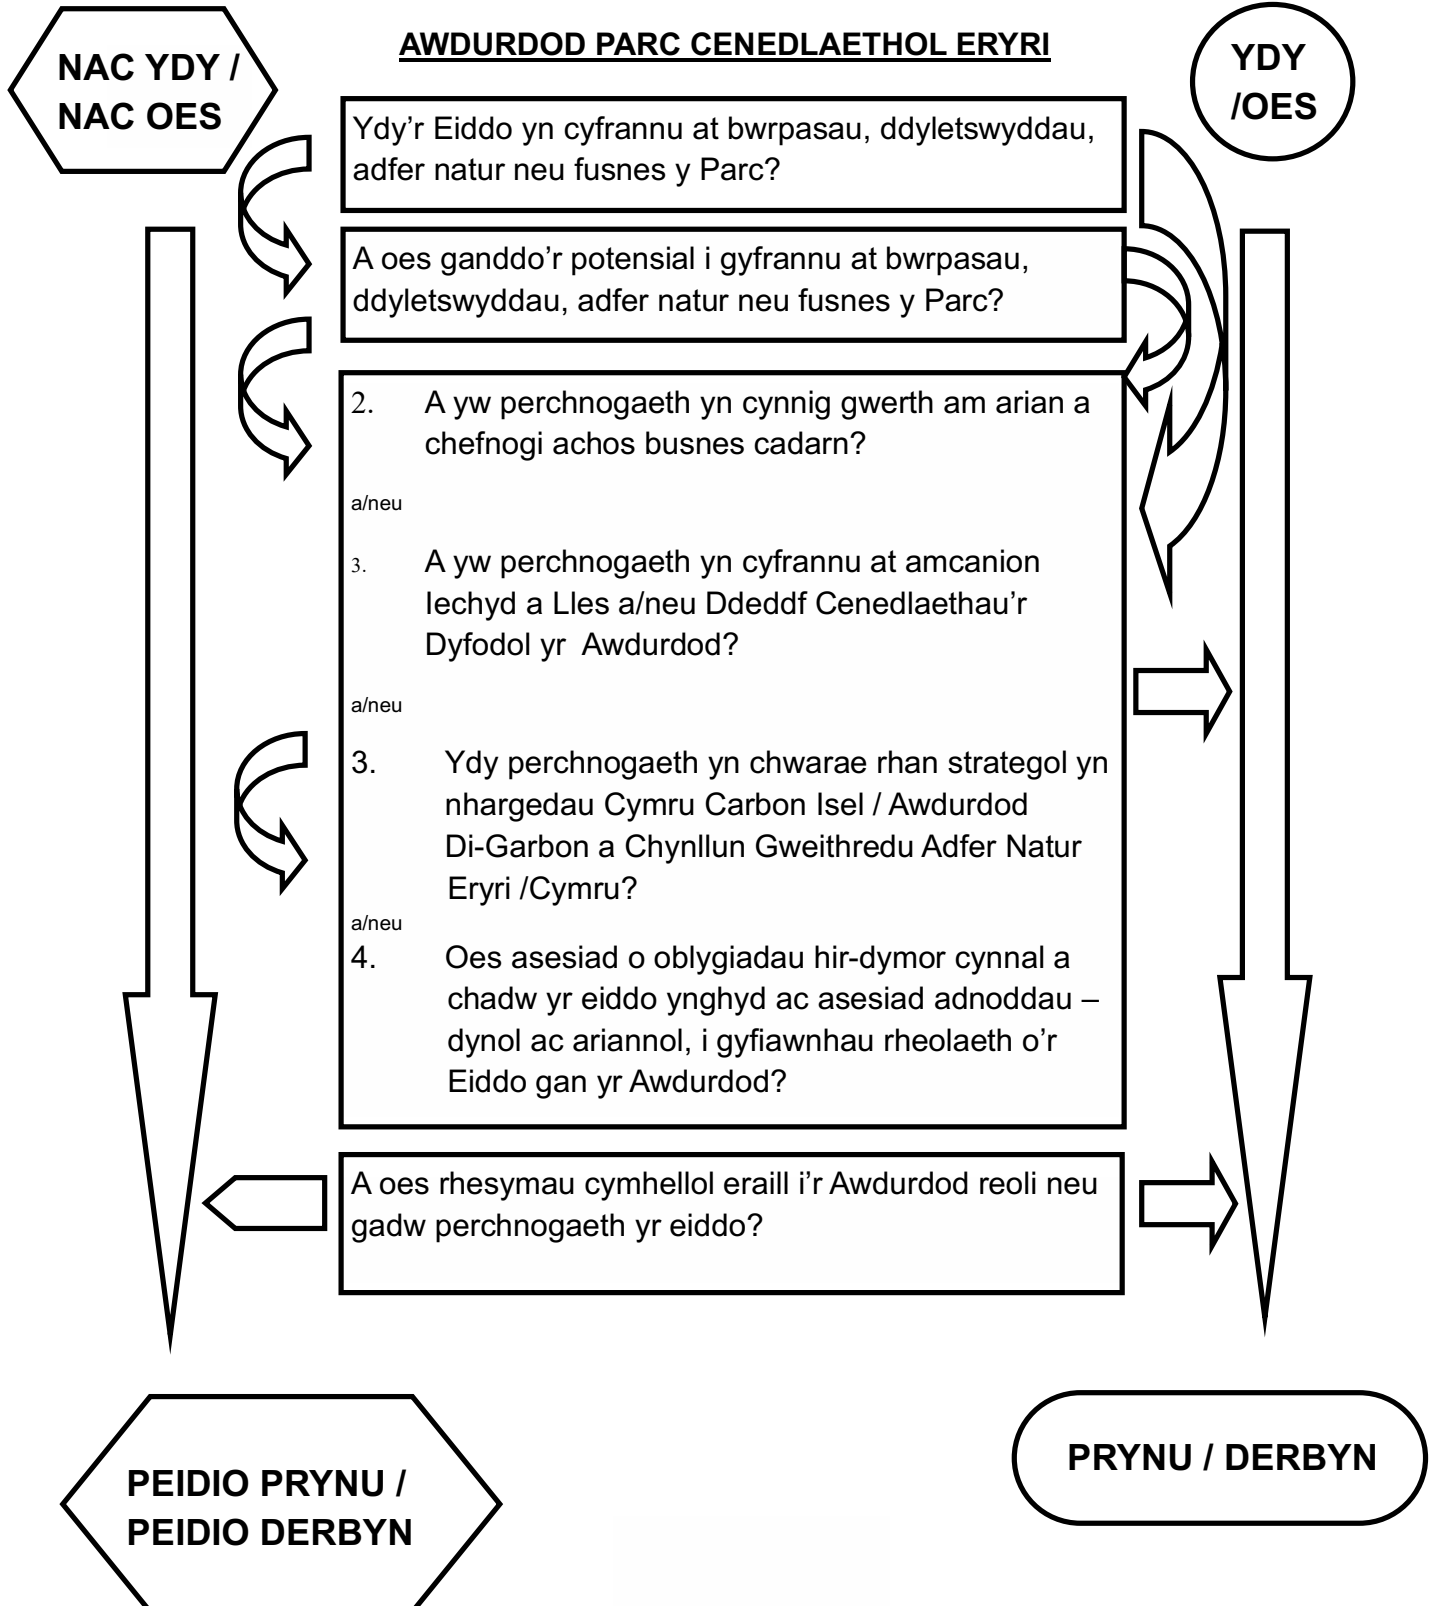 AWDURDOD PARC CENEDLAETHOL ERYRI
NAC YDY /
NAC OES
YDY
/OES
Ydy’r Eiddo yn cyfrannu at bwrpasau, ddyletswyddau,
adfer natur neu fusnes y Parc?
A oes ganddo’r potensial i gyfrannu at bwrpasau,
ddyletswyddau, adfer natur neu fusnes y Parc?
2. A yw perchnogaeth yn cynnig gwerth am arian a
chefnogi achos busnes cadarn?
a/neu
3. A yw perchnogaeth yn cyfrannu at amcanion
Iechyd a Lles a/neu Ddeddf Cenedlaethau’r
Dyfodol yr Awdurdod?
a/neu
3. Ydy perchnogaeth yn chwarae rhan strategol yn
nhargedau Cymru Carbon Isel / Awdurdod
Di-Garbon a Chynllun Gweithredu Adfer Natur
Eryri /Cymru?
a/neu
4. Oes asesiad o oblygiadau hir-dymor cynnal a
chadw yr eiddo ynghyd ac asesiad adnoddau –
dynol ac ariannol, i gyfiawnhau rheolaeth o’r
Eiddo gan yr Awdurdod?
A oes rhesymau cymhellol eraill i’r Awdurdod reoli neu
gadw perchnogaeth yr eiddo?
PEIDIO PRYNU /
PEIDIO DERBYN
PRYNU / DERBYN